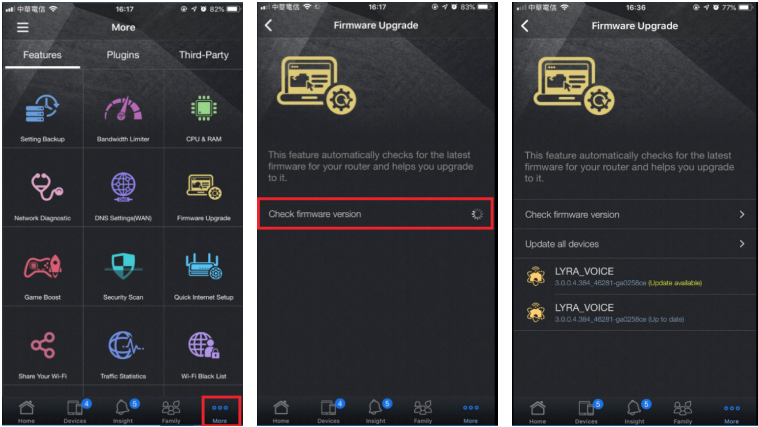 中華電信
16:17
82%
More
Features
Plugins
Third-Party
Setting Backup
Bandwidth Limiter
CPU & RAM
Network Diagnostic
DNS Settings(WAN)
Firmware Upgrade
Game Boost
Security Scan
Quick Internet Setup
Share Your Wi-Fi
Traffic Statistics
Wi-Fi Black List
4
5
Home
Devices
Insight
Family
More
中華電信
16:17
83%
Firmware Upgrade
This feature automatically checks for the latest
firmware for your router and helps you upgrade
to it.
Check firmware version
4
5
Home
Devices
Insight
Family
More
中華電信
16:36
77%
Firmware Upgrade
This feature automatically checks for the latest
firmware for your router and helps you upgrade
to it.
Check firmware version
Update all devices
LYRA_VOICE
3.0.0.4.384_46281-ga0258ce (Update available)
LYRA_VOICE
3.0.0.4.384_46281-ga0258ce (Up to date)
5
5
Home
Devices
Insight
Family
More